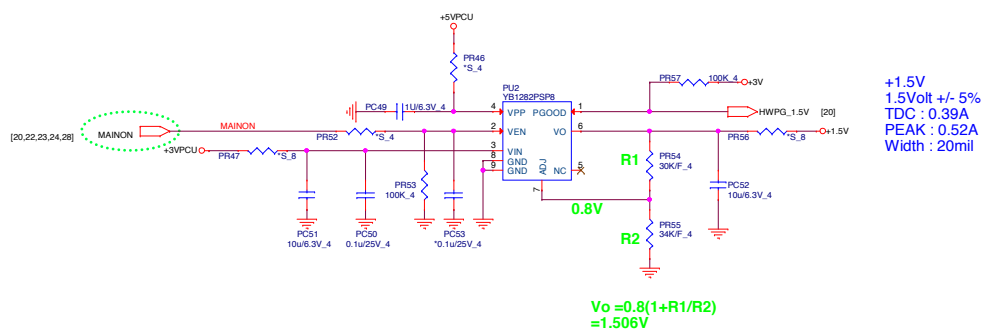 +5VPCU
PR46
*S_4
PU2
YB1282PSP8
PC49
1U/6.3V_4
4
VPP
PGOOD
1
PR57
100K_4
+3V
HWPG_1.5V
[20]
[20,22,23,24,28]
MAINON
MAINON
PR52
*S_4
2
VEN
VO
6
PR56
*S_8
+1.5V
+3VPCU
PR47
*S_8
3
VIN
8
GND
9
GND
ADJ
NC
5
7
PR53
100K_4
PC51
10u/6.3V_4
PC50
0.1u/25V_4
PC53
*0.1u/25V_4
0.8V
R1
PR54
30K/F_4
PC52
10u/6.3V_4
R2
PR55
34K/F_4
Vo =0.8(1+R1/R2)
=1.506V
+1.5V
1.5Volt +/- 5%
TDC : 0.39A
PEAK : 0.52A
Width : 20mil